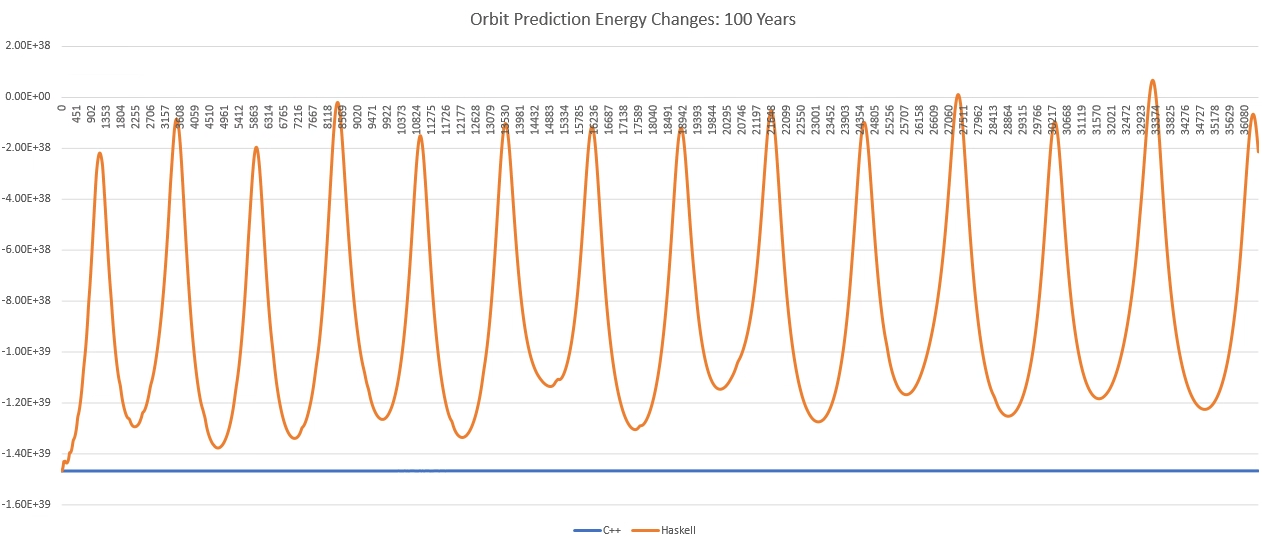 Orbit Prediction Energy Changes: 100 Years
2.00E+38
0.00E+00
0 451 902 1353 1804 2255 2706 3157 3608 4059 4510 4961 5412 5863 6314 6765 7216 7667 8118 8569 9020 9471 9922 10373 10824 11275 11726 12177 12628 13079 13530 13981 14432 14883 15334 15785 16236 16687 17138 17589 18040 18491 18942 19393 19844 20295 20746 21197 21648 22099 22550 23001 23452 23903 24354 24805 25256 25707 26158 26609 27060 27511 27962 28413 28864 29315 29766 30217 30668 31119 31570 32021 32472 32923 33374 33825 34276 34727 35178 35629 36080
-2.00E+38
-4.00E+38
-6.00E+38
-8.00E+38
-1.00E+39
-1.20E+39
-1.40E+39
-1.60E+39
C++ Haskell